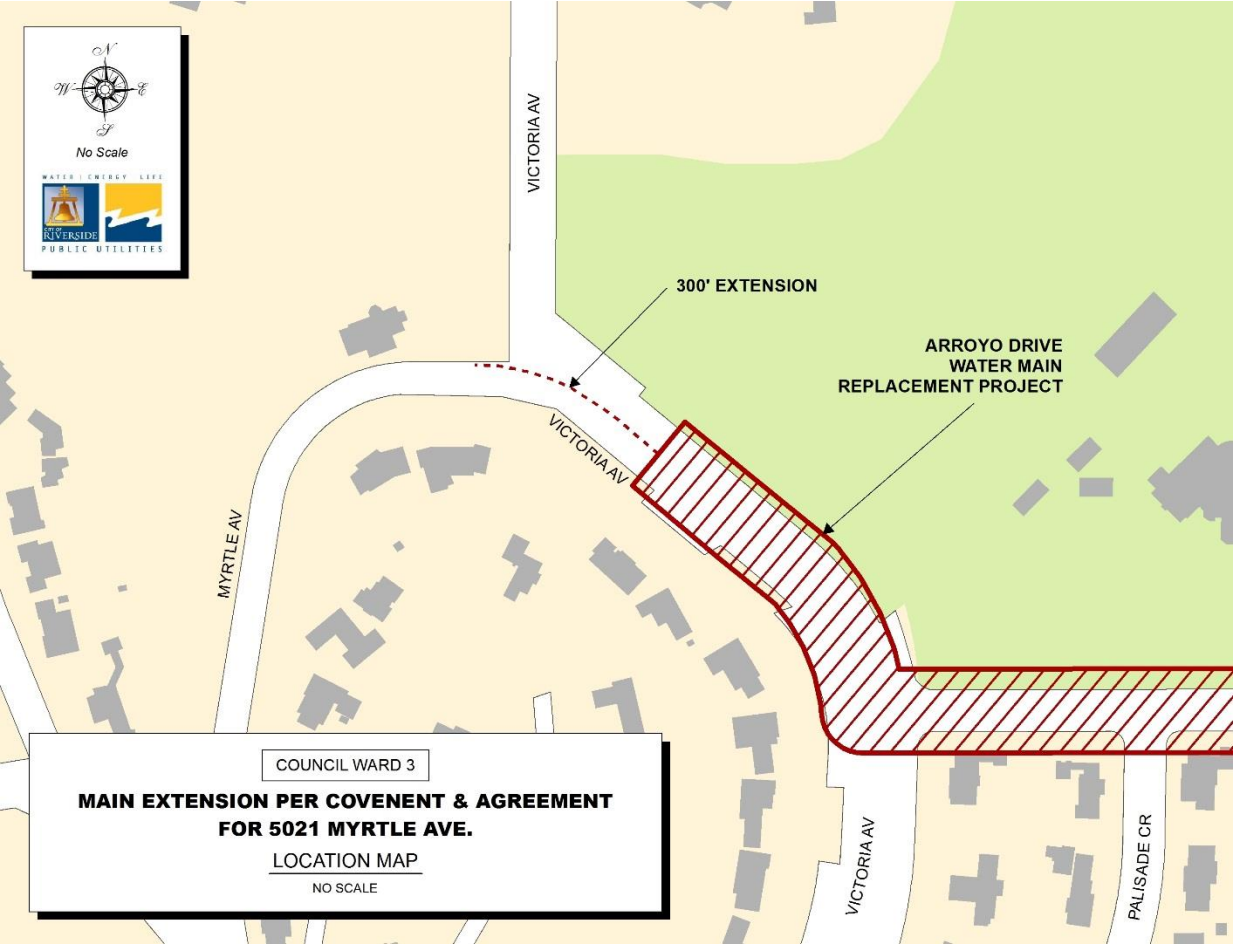 N
W E
S
No Scale
WATER | ENERGY LIFE
CITY OF
RIVERSIDE
PUBLIC UTILITIES
VICTORIA AV
300' EXTENSION
ARROYO DRIVE
WATER MAIN
REPLACEMENT PROJECT
VICTORIA AV
MYRTLE AV
COUNCIL WARD 3
MAIN EXTENSION PER COVENENT & AGREEMENT
FOR 5021 MYRTLE AVE.
LOCATION MAP
NO SCALE
VICTORIA AV
PALISADE CR